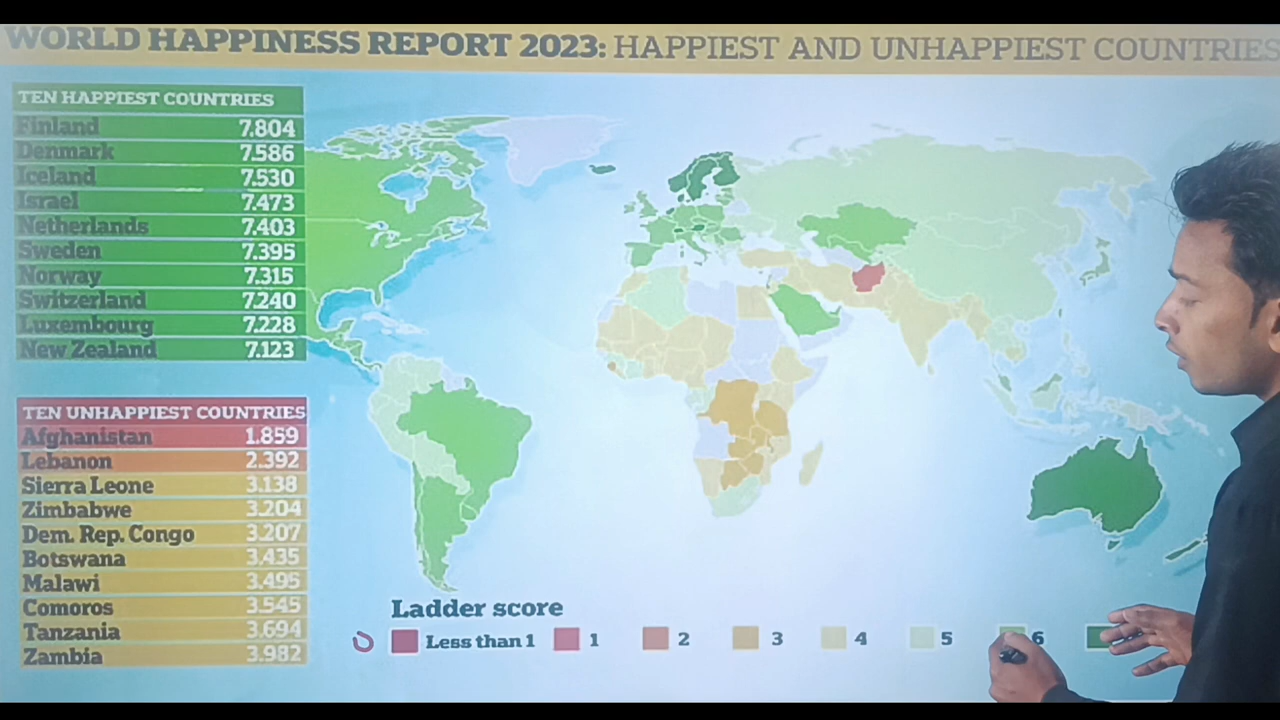 WORLD HAPPINESS REPORT 2023: HAPPIEST AND UNHAPPIEST COUNTRIES
TEN HAPPIEST COUNTRIES
Finland 7.804
Denmark 7.586
Iceland 7.530
Israel 7.473
Netherlands 7.403
Sweden 7.395
Norway 7.315
Switzerland 7.240
Luxembourg 7.228
New Zealand 7.123
TEN UNHAPPIEST COUNTRIES
Afghanistan 1.859
Lebanon 2.392
Sierra Leone 3.138
Zimbabwe 3.204
Dem. Rep. Congo 3.207
Botswana 3.435
Malawi 3.495
Comoros 3.545
Tanzania 3.694
Zambia 3.982
Ladder score
Less than 1 1 2 3 4 5 6